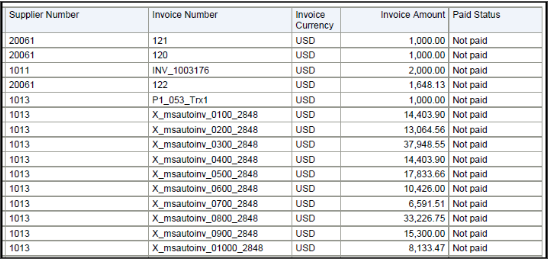 Supplier Number Invoice Number Invoice Currency Invoice Amount Paid Status
20061 121 USD 1,000.00 Not paid
20061 120 USD 1,000.00 Not paid
1011 INV_1003176 USD 2,000.00 Not paid
20061 122 USD 1,648.13 Not paid
1013 P1_053_Trx1 USD 1,000.00 Not paid
1013 X_msautoinv_0100_2848 USD 14,403.90 Not paid
1013 X_msautoinv_0200_2848 USD 13,064.56 Not paid
1013 X_msautoinv_0300_2848 USD 37,948.55 Not paid
1013 X_msautoinv_0400_2848 USD 14,403.90 Not paid
1013 X_msautoinv_0500_2848 USD 17,833.66 Not paid
1013 X_msautoinv_0600_2848 USD 10,426.00 Not paid
1013 X_msautoinv_0700_2848 USD 6,591.51 Not paid
1013 X_msautoinv_0800_2848 USD 33,226.75 Not paid
1013 X_msautoinv_0900_2848 USD 15,300.00 Not paid
1013 X_msautoinv_01000_2848 USD 8,133.47 Not paid